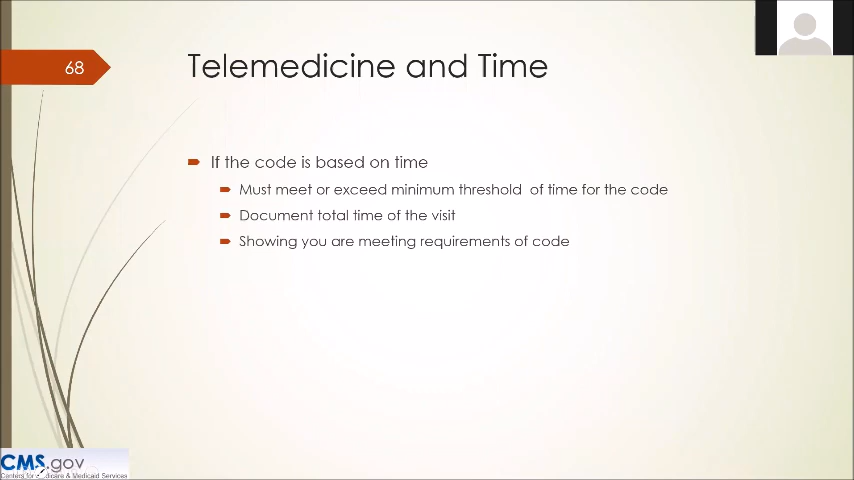 68
Telemedicine and Time
If the code is based on time
Must meet or exceed minimum threshold of time for the code
Document total time of the visit
Showing you are meeting requirements of code
CMS.gov
Centers for Medicare & Medicaid Services